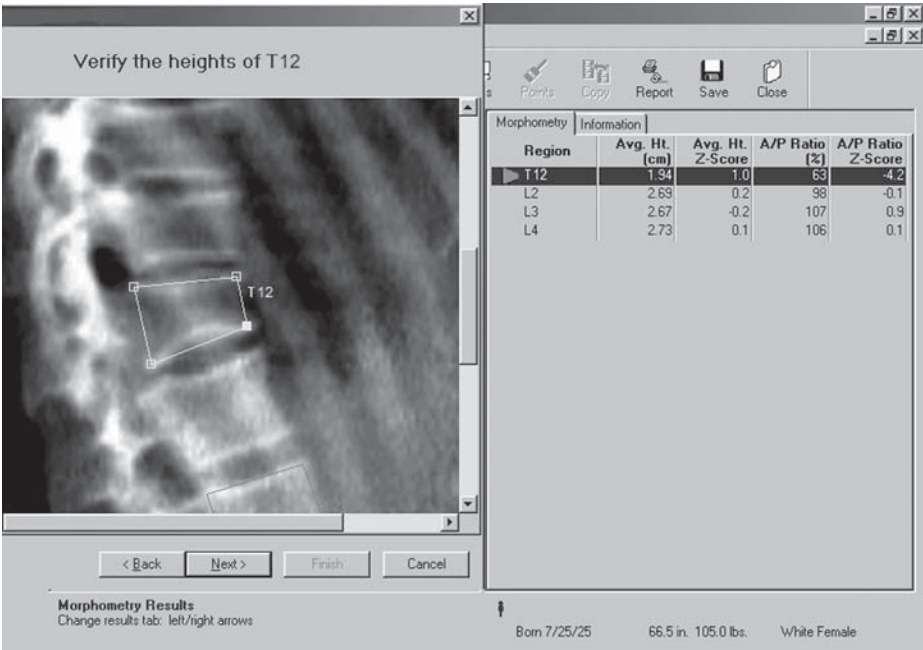 Verify the heights of T12
T12
< Back Next > Finish Cancel
Morphometry Results
Change results tab: left/right arrows
s Points Copy Report Save Close
Morphometry Information
Region Avg. Ht. (cm) Avg. Ht. Z-Score A/P Ratio (%) A/P Ratio Z-Score
T12 1.94 1.0 63 -4.2
L2 2.69 0.2 98 -0.1
L3 2.67 -0.2 107 0.9
L4 2.73 0.1 106 0.1
Born 7/25/25 66.5 in. 105.0 lbs. White Female